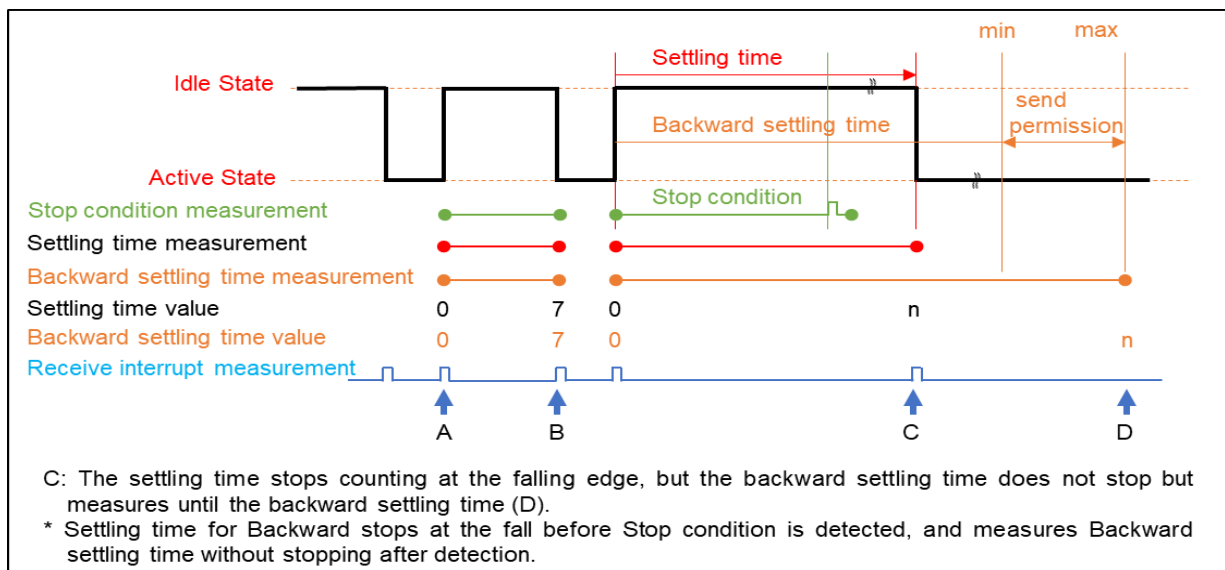 min max
Settling time
Idle State
send
permission
Backward settling time
Active State
Stop condition
Stop condition measurement
Settling time measurement
Backward settling time measurement
Settling time value 0 7 0 n
Backward settling time value 0 7 0 n
Receive interrupt measurement
A B C D
C: The settling time stops counting at the falling edge, but the backward settling time does not stop but
measures until the backward settling time (D).
* Settling time for Backward stops at the fall before Stop condition is detected, and measures Backward
settling time without stopping after detection.